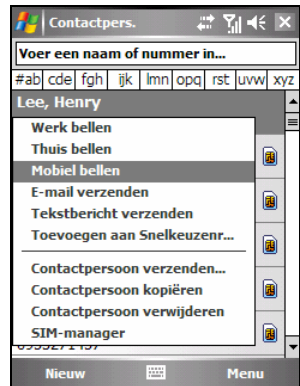 Contactpers.
Voer een naam of nummer in...
#ab cde fgh ijk lmn opq rst uvw xyz
Lee, Henry
Werk bellen
Thuis bellen
Mobiel bellen
E-mail verzenden
Tekstbericht verzenden
Toevoegen aan Snelkeuzenr...
Contactpersoon verzenden...
Contactpersoon kopiëren
Contactpersoon verwijderen
SIM-manager
Nieuw Menu